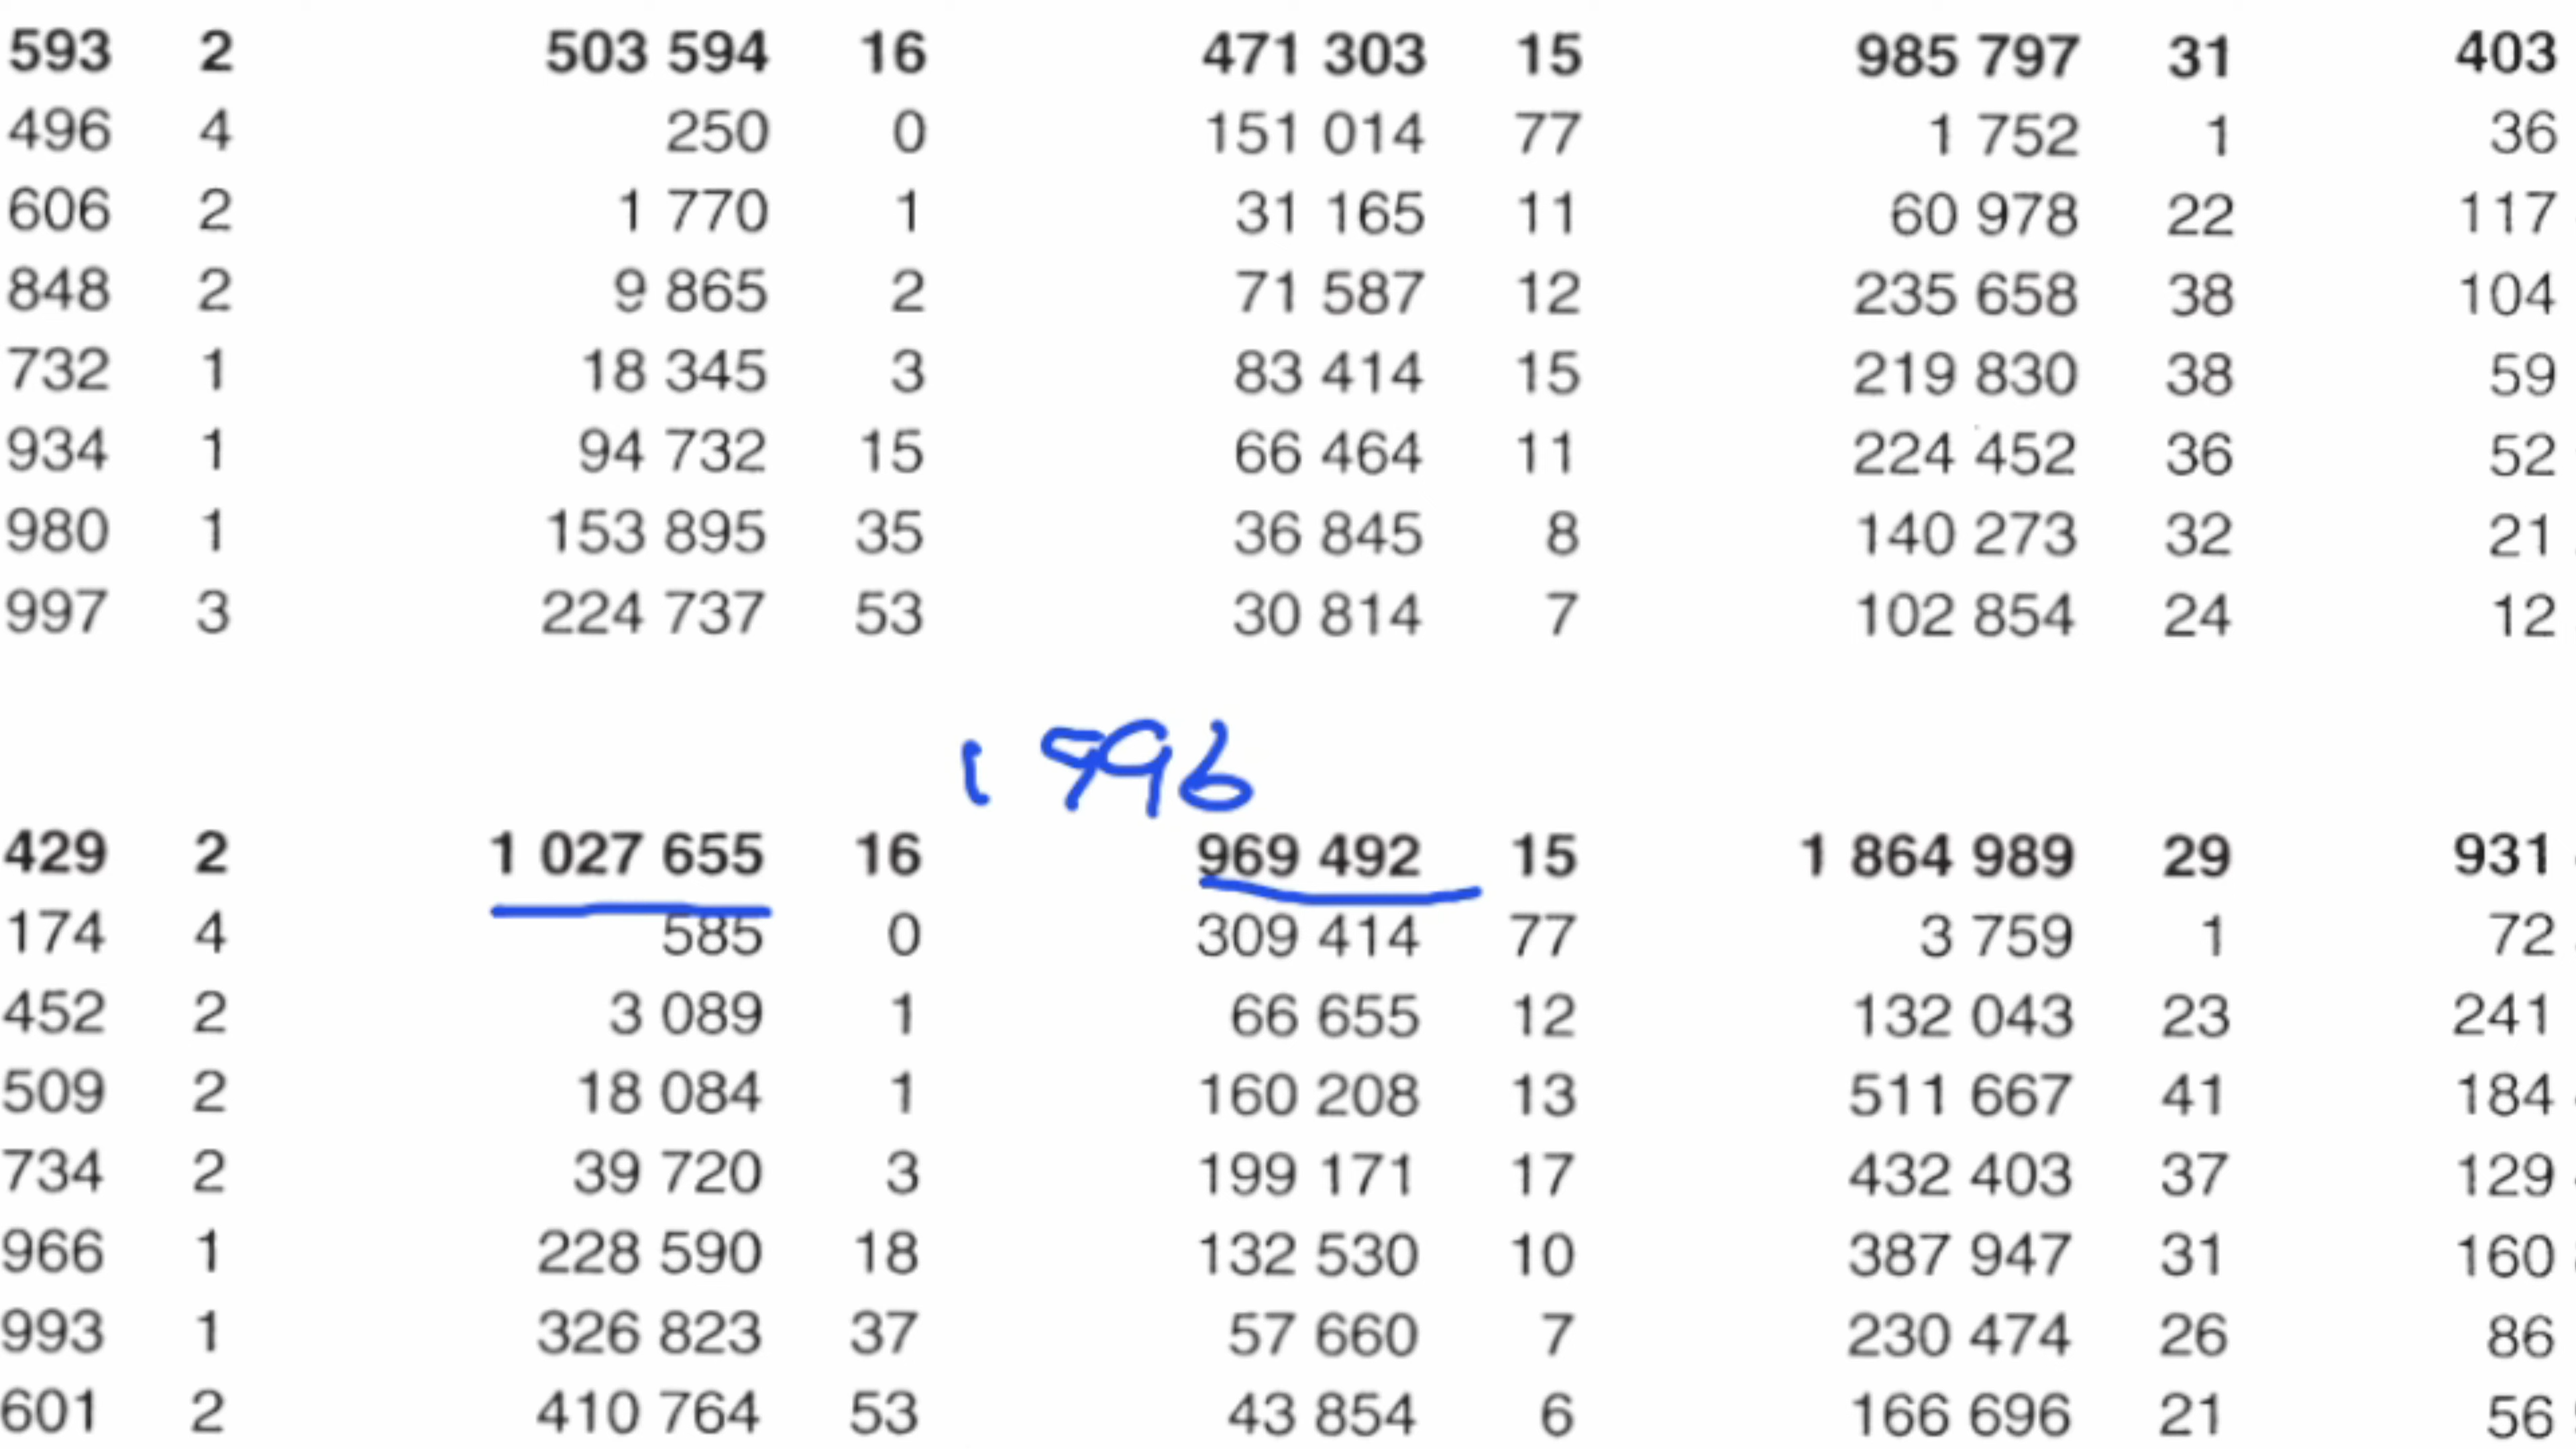 593 2 503 594 16 471 303 15 985 797 31 403
496 4 250 0 151 014 77 1 752 1 36
606 2 1 770 1 31 165 11 60 978 22 117
848 2 9 865 2 71 587 12 235 658 38 104
732 1 18 345 3 83 414 15 219 830 38 59
934 1 94 732 15 66 464 11 224 452 36 52
980 1 153 895 35 36 845 8 140 273 32 21
997 3 224 737 53 30 814 7 102 854 24 12
1 996
429 2 1 027 655 16 969 492 15 1 864 989 29 931
174 4 585 0 309 414 77 3 759 1 72
452 2 3 089 1 66 655 12 132 043 23 241
509 2 18 084 1 160 208 13 511 667 41 184
734 2 39 720 3 199 171 17 432 403 37 129
966 1 228 590 18 132 530 10 387 947 31 160
993 1 326 823 37 57 660 7 230 474 26 86
601 2 410 764 53 43 854 6 166 696 21 56